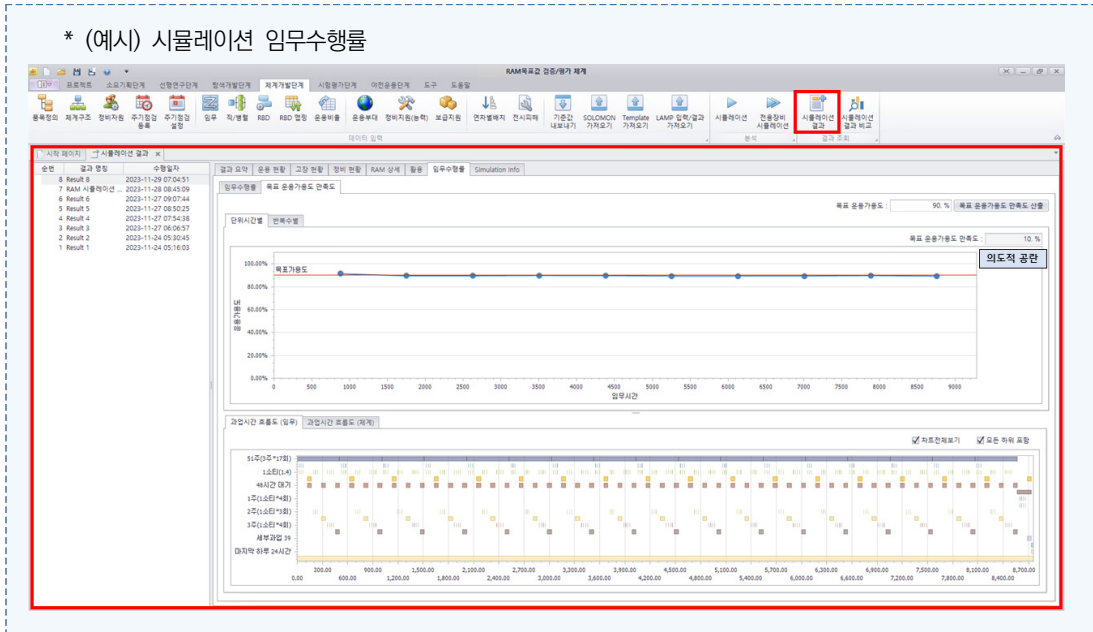 * (예시) 시뮬레이션 임무수행률
RAM목표값 검증/평가 체계
프로젝트 소요기획단계 선행연구단계 탐색개발단계 체계개발단계 시험평가단계 야전운용단계 도구 도움말
품목정의 체계구조 정비자원 주기점검 등록 주기점검 설정 임무 직/병렬 RBD RBD 맵핑 운용비율 운용부대 정비지원(능력) 보급지원 연차별배치 전시피해 기준값 내보내기 SOLOMON 가져오기 Template 가져오기 LAMP 입력/결과 가져오기 시뮬레이션 전용장비 시뮬레이션 시뮬레이션 결과 시뮬레이션 결과 비교
데이터 입력 분석 결과 조회
시작 페이지 시뮬레이션 결과 x
순번 결과 명칭 수행일자
8 Result 8 2023-11-29 07:04:51
7 RAM 시뮬레이션 ... 2023-11-28 08:45:09
6 Result 6 2023-11-27 09:07:44
5 Result 5 2023-11-27 08:50:25
4 Result 4 2023-11-27 07:54:38
3 Result 3 2023-11-27 06:06:57
2 Result 2 2023-11-24 05:30:45
1 Result 1 2023-11-24 05:16:03
결과 요약 운용 현황 고장 현황 정비 현황 RAM 상세 활용 임무수행률 Simulation Info
임무수행률 목표 운용가용도 만족도
목표 운용가용도 : 90. % 목표 운용가용도 만족도 산출
단위시간별 반복수별
목표 운용가용도 만족도 : 10. %
의도적 공란
100.00%
목표가용도
80.00%
60.00%
40.00%
20.00%
0.00%
운용가용도
0 500 1000 1500 2000 2500 3000 3500 4000 4500 5000 5500 6000 6500 7000 7500 8000 8500 9000
임무시간
과업시간 흐름도 (임무) 과업시간 흐름도 (체계)
차트전체보기 모든 하위 포함
51주(3주*17회)
1소티(1.4)
48시간 대기
1주(1소티*4회)
2주(1소티*3회)
3주(1소티*4회)
세부과업 39
마지막 하루 24시간
300.00 900.00 1,500.00 2,100.00 2,700.00 3,300.00 3,900.00 4,500.00 5,100.00 5,700.00 6,300.00 6,900.00 7,500.00 8,100.00 8,700.00
0.00 600.00 1,200.00 1,800.00 2,400.00 3,000.00 3,600.00 4,200.00 4,800.00 5,400.00 6,000.00 6,600.00 7,200.00 7,800.00 8,400.00